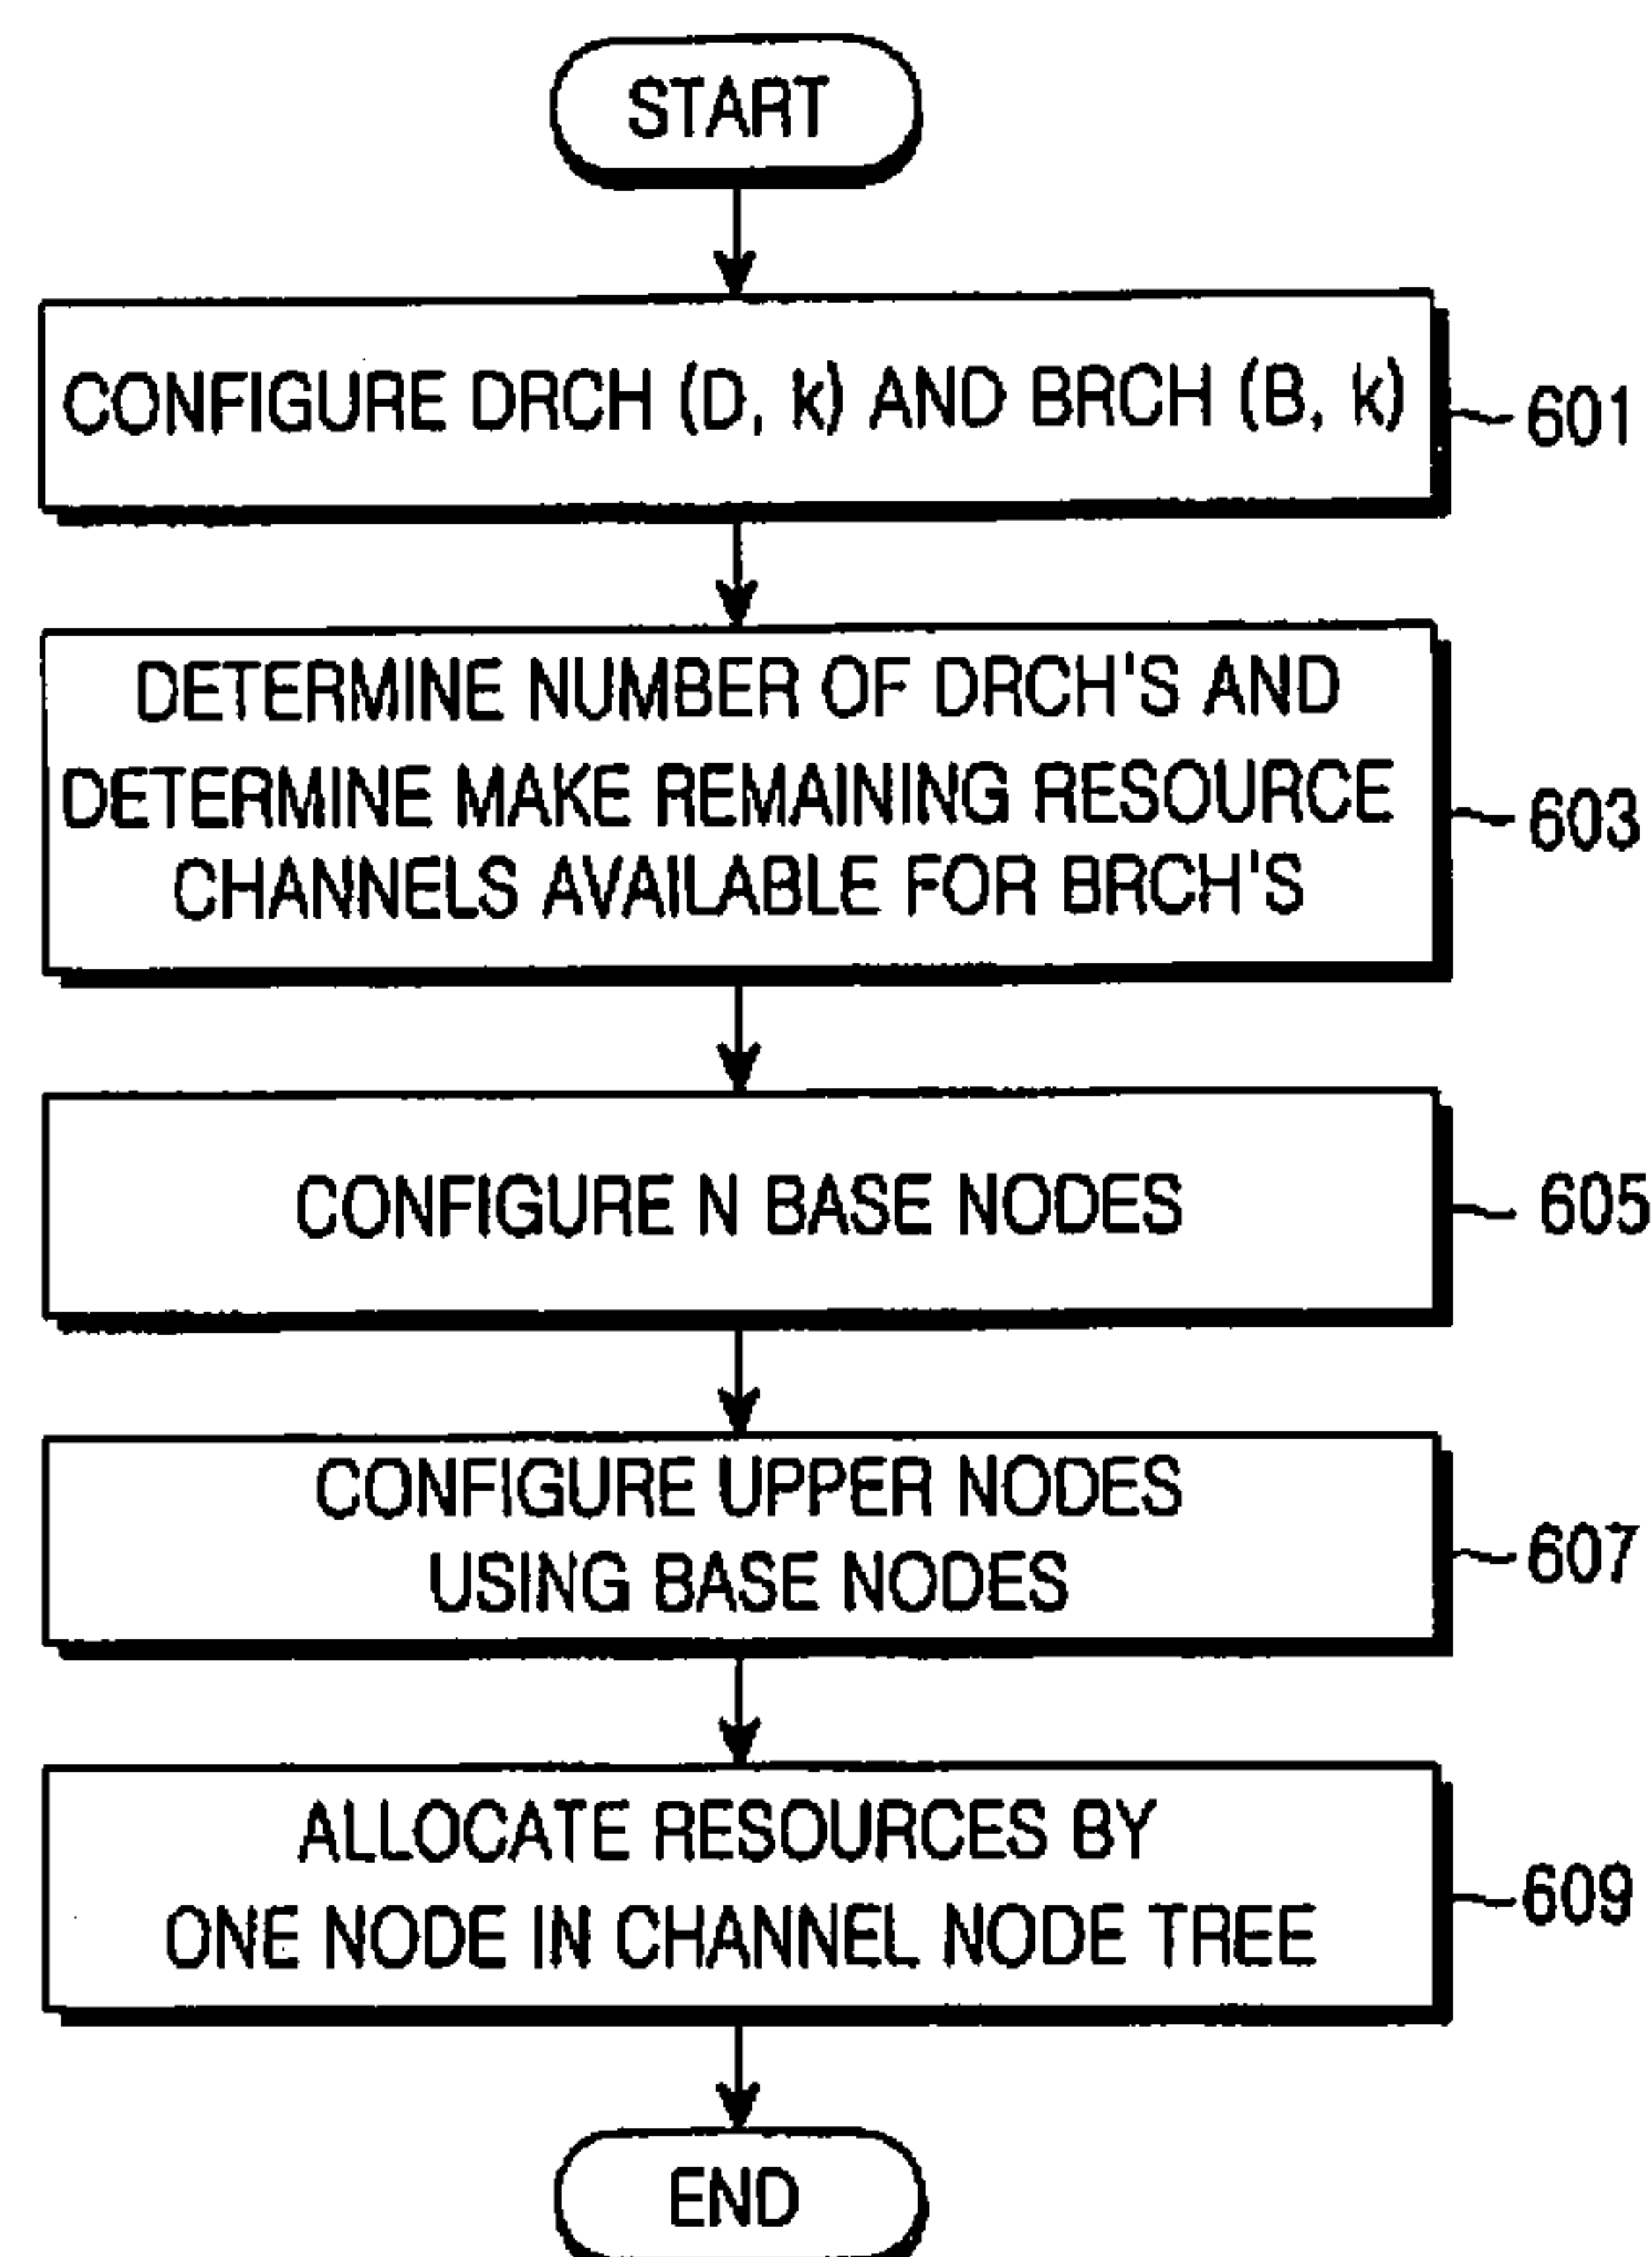 START
CONFIGURE DRCH (D, k) AND BRCH (B, k)
601
DETERMINE NUMBER OF DRCH'S AND
DETERMINE MAKE REMAINING RESOURCE
CHANNELS AVAILABLE FOR BRCH'S
603
CONFIGURE N BASE NODES
605
CONFIGURE UPPER NODES
USING BASE NODES
607
ALLOCATE RESOURCES BY
ONE NODE IN CHANNEL NODE TREE
609
END